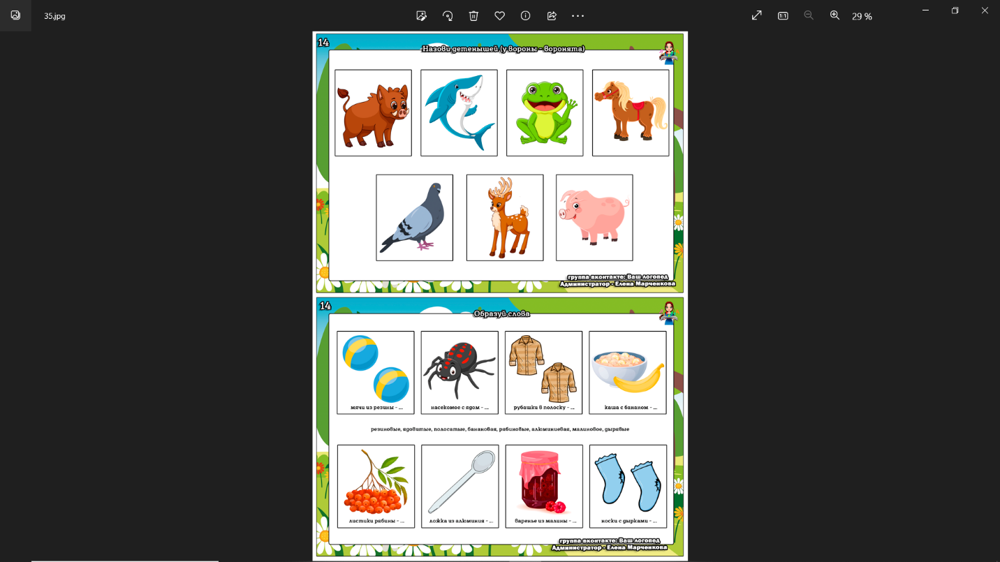 35.jpg
29 %
14
Назови детенышей (у вороны - воронята)
группа вконтакте: Ваш логопед
Администратор - Елена Марченкова
14
Образуй слова
мячи из резины - ...
насекомое с ядом - ...
рубашки в полоску - ...
каша с бананом - ...
резиновые, ядовитые, полосатые, банановая, рябиновые, алюминиевая, малиновое, дырявые
листики рябины - ...
ложка из алюминия - ...
варенье из малины - ...
носки с дырками - ...
группа вконтакте: Ваш логопед
Администратор - Елена Марченкова